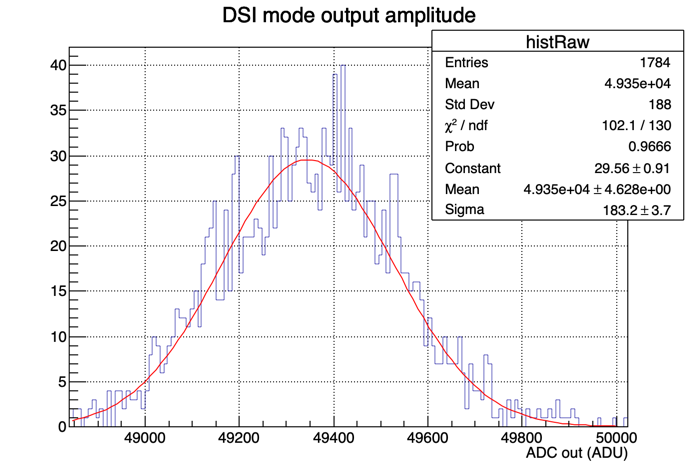 DSI mode output amplitude
histRaw
Entries 1784
Mean 4.935e+04
Std Dev 188
χ² / ndf 102.1 / 130
Prob 0.9666
Constant 29.56 ± 0.91
Mean 4.935e+04 ± 4.628e+00
Sigma 183.2 ± 3.7
40
35
30
25
20
15
10
5
0
49000 49200 49400 49600 49800 50000
ADC out (ADU)